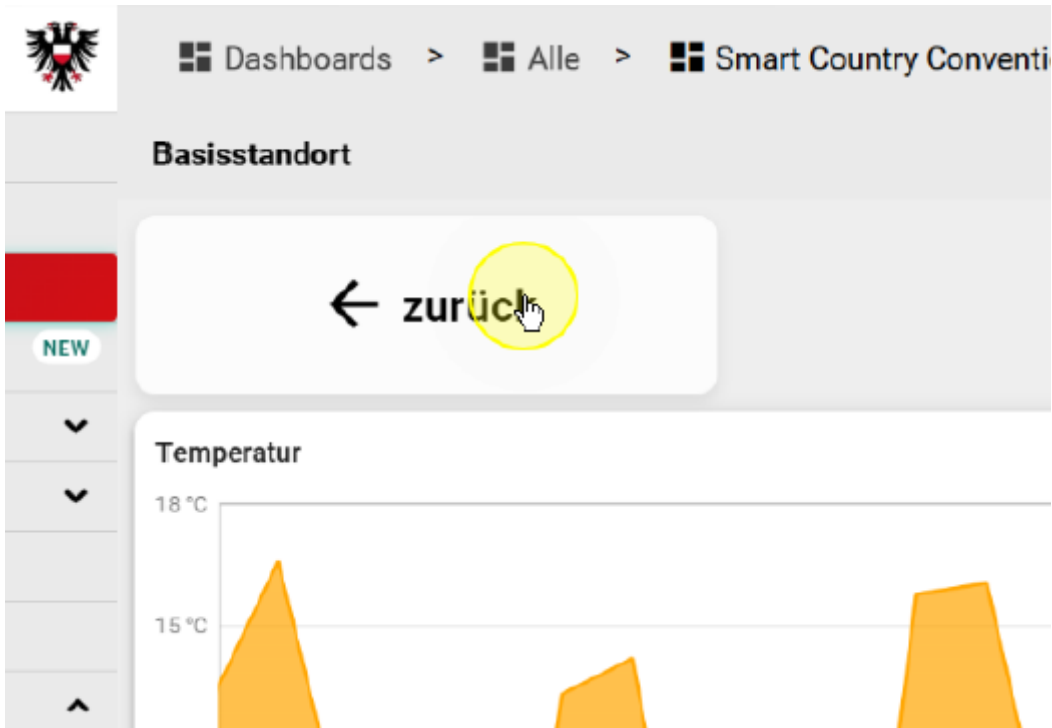 Dashboards > Alle > Smart Country Conventi
Basisstandort
← zurück
NEW
Temperatur
18 °C
15 °C